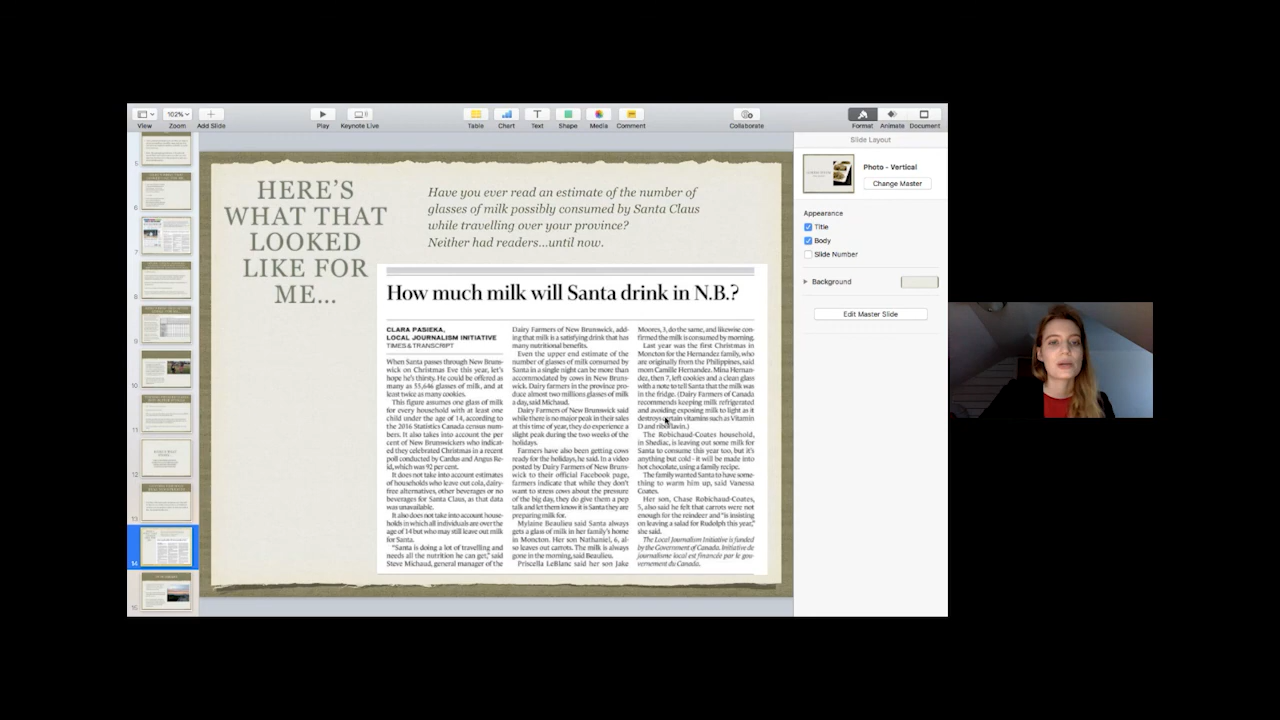 View
102%
Zoom
Add Slide
Play
Keynote Live
Table
Chart
Text
Shape
Media
Comment
Collaborate
Format
Animate
Document
5
6
7
8
9
10
11
12
13
14
15
HERE'S
WHAT THAT
LOOKED
LIKE FOR
ME...
Have you ever read an estimate of the number of
glasses of milk possibly consumed by Santa Claus
while travelling over your province?
Neither had readers...until now.
How much milk will Santa drink in N.B.?
CLARA PASIEKA,
LOCAL JOURNALISM INITIATIVE
TIMES & TRANSCRIPT
When Santa passes through New Bruns-
wick on Christmas Eve this year, let's
hope he's thirsty. He could be offered as
many as glasses of milk, and at
least twice as many cookies.
This figure assumes one glass of milk
for every household with at least one
child under the age of 14, according to
the 2016 Statistics Canada census num-
bers. It also takes into account the per
cent of New Brunswickers who indicat-
ed they celebrated Christmas in a recent
poll conducted by Cardus and Angus Re-
id, which was 92 per cent.
It does not take into account estimates
of households who leave out cola, dairy-
free alternatives, other beverages or no
beverages for Santa Claus, as that data
was unavailable.
It also does not take into account house-
holds in which all individuals are over the
age of 14 but who may still leave out milk
for Santa.
"Santa is doing a lot of travelling and
needs all the nutrition he can get," said
Steve Michaud, general manager of the
Dairy Farmers of New Brunswick, add-
ing that milk is a satisfying drink that has
many nutritional benefits.
Even the upper end estimate of the
number of glasses of milk consumed by
Santa in a single night can be more than
accommodated by cows in New Bruns-
wick. Dairy farmers in the province pro-
duce almost two millions glasses of milk
a day, said Michaud.
Dairy Farmers of New Brunswick said
while there is no major peak in their sales
at this time of year, they do experience a
slight peak during the two weeks of the
holidays.
Farmers have also been getting cows
ready for the holidays, he said. In a video
posted by Dairy Farmers of New Bruns-
wick to their official Facebook page,
farmers indicate that while they don't
want to stress cows about the pressure
of the big day, they do give them a pep
talk and let them know it is Santa they are
preparing milk for.
Mylaine Beaulieu said Santa always
gets a glass of milk in her family's home
in Moncton. Her son Nathaniel, 6, al-
so leaves out carrots. The milk is always
gone in the morning, said Beaulieu.
Priscilla LeBlanc said her son Jake
Moores, 3, do the same, and likewise con-
firmed the milk is consumed by morning.
Last year was the first Christmas in
Moncton for the Hernandez family, who
are originally from the Philippines, said
mom Camille Hernandez. Mina Hernan-
dez, then 7, left cookies and a clean glass
with a note to tell Santa that the milk was
in the fridge. (Dairy Farmers of Canada
recommends keeping milk refrigerated
and avoiding exposing milk to light as it
destroys certain vitamins such as Vitamin
D and riboflavin.)
The Robichaud-Coates household,
in Shediac, is leaving out some milk for
Santa to consume this year too, but it's
anything but cold - it will be made into
hot chocolate, using a family recipe.
The family wanted Santa to have some-
thing to warm him up, said Vanessa
Coates.
Her son, Chase Robichaud-Coates,
5, also said he felt that carrots were not
enough for the reindeer and "is insisting
on leaving a salad for Rudolph this year,"
she said.
The Local Journalism Initiative is funded
by the Government of Canada. Initiative de
journalisme local est financée par le gou-
vernement du Canada.
Slide Layout
Photo - Vertical
Change Master
Appearance
Title
Body
Slide Number
Background
Edit Master Slide